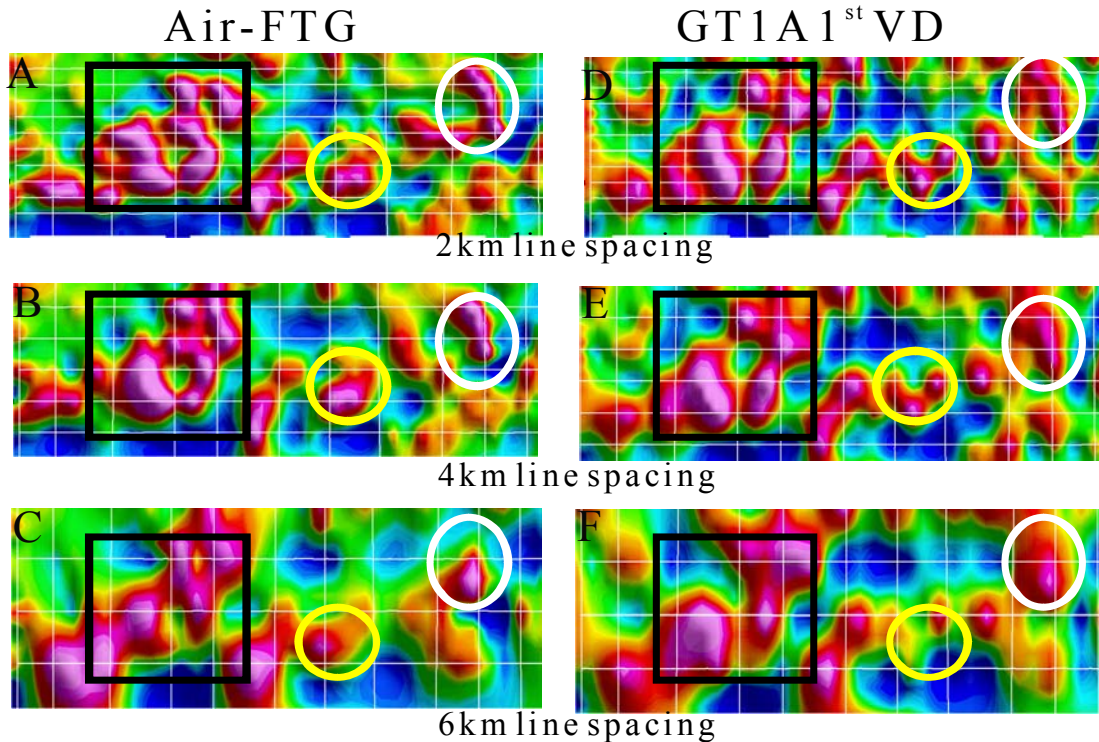 Air-FTG
GT1A 1st VD
A
D
2km line spacing
B
E
4km line spacing
C
F
6km line spacing